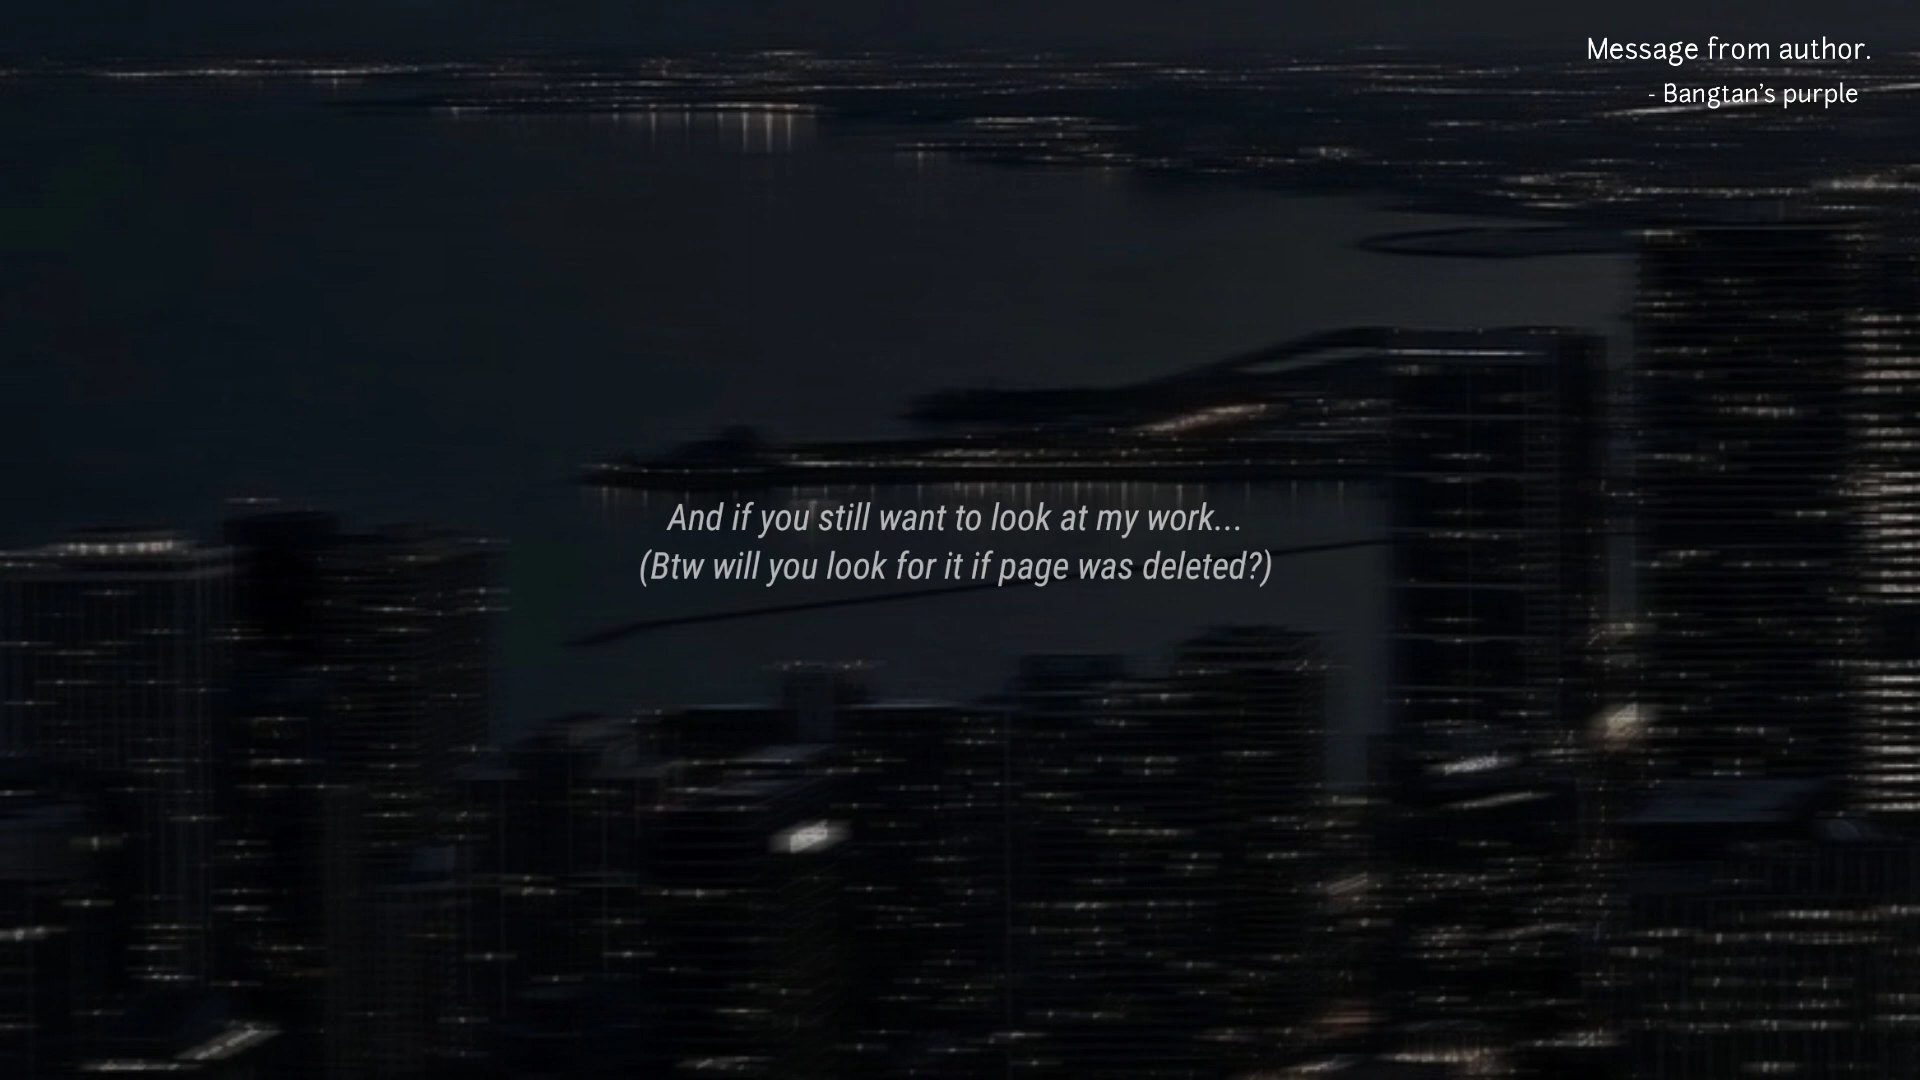 Message from author.
- Bangtan's purple
And if you still want to look at my work...
(Btw will you look for it if page was deleted?)